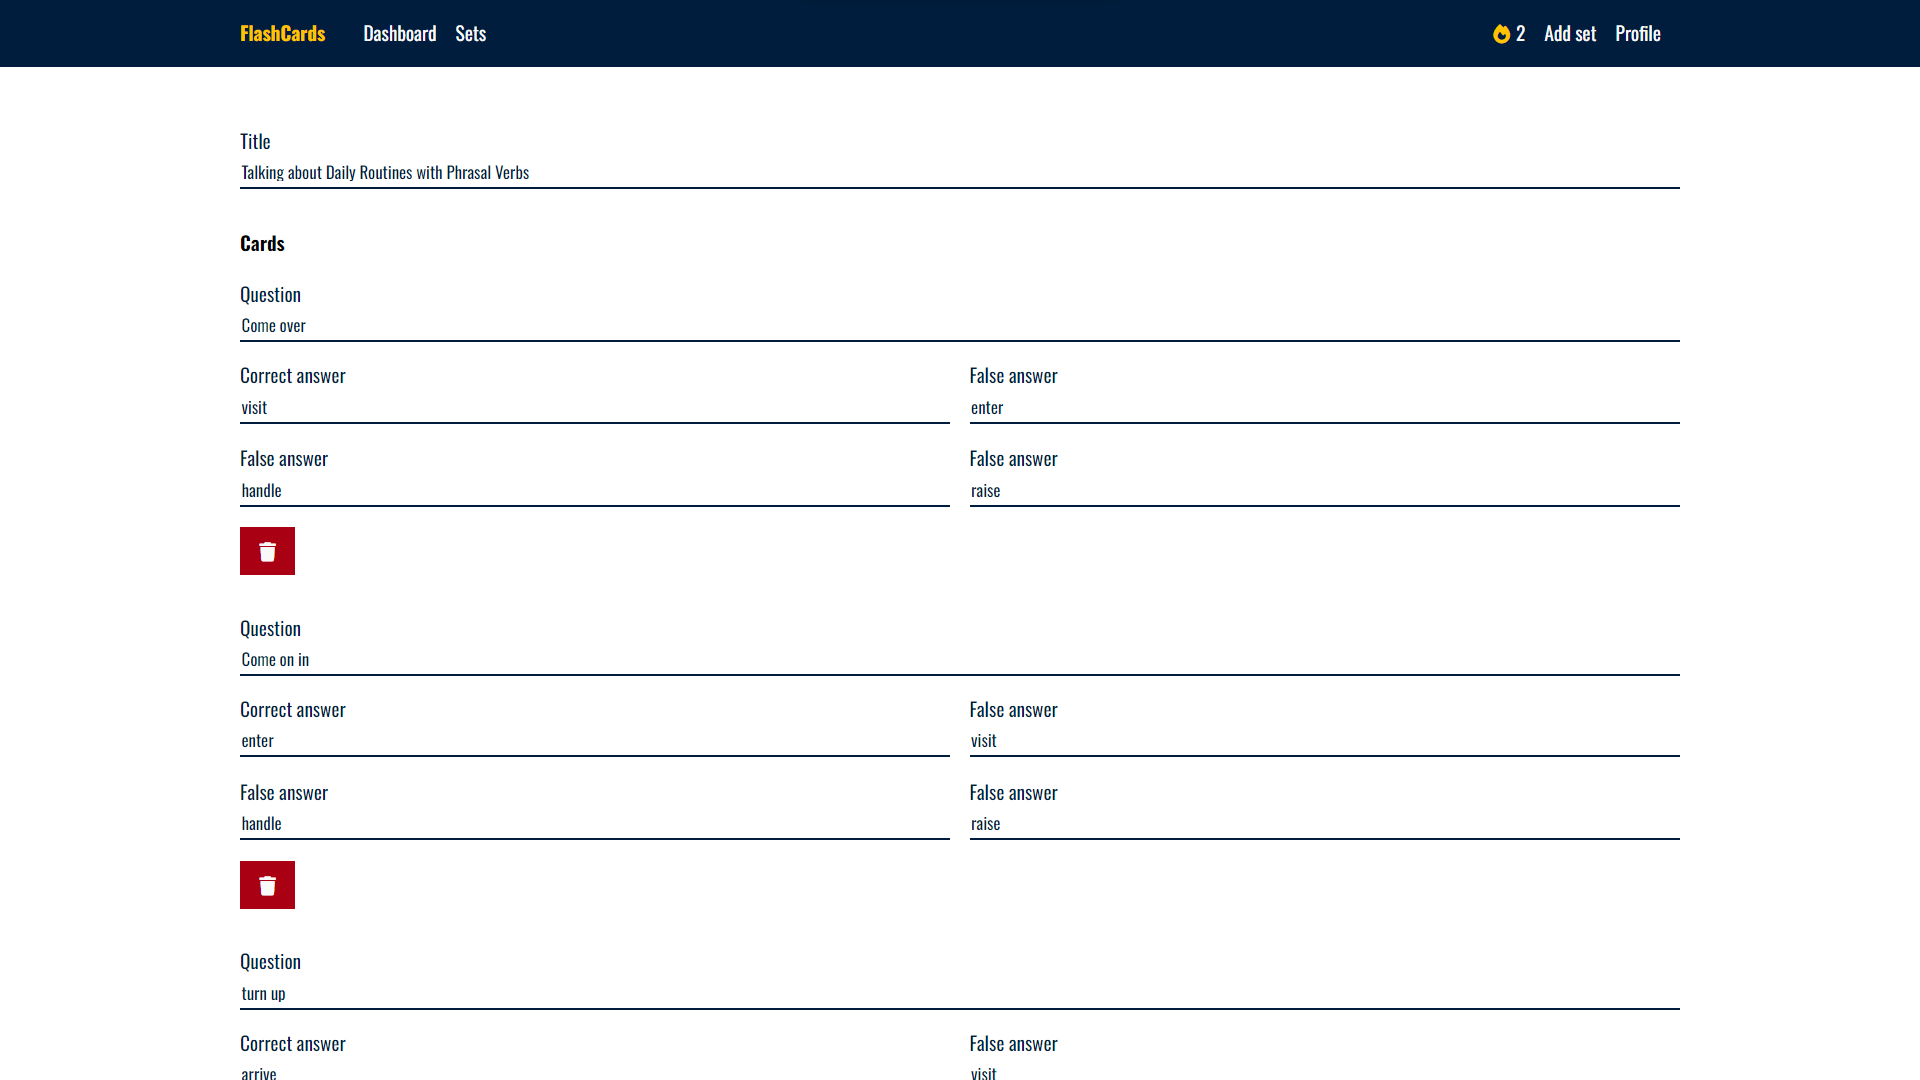 FlashCards Dashboard Sets 2 Add set Profile
Title
Talking about Daily Routines with Phrasal Verbs
Cards
Question
Come over
Correct answer False answer
visit enter
False answer False answer
handle raise
Question
Come on in
Correct answer False answer
enter visit
False answer False answer
handle raise
Question
turn up
Correct answer False answer
arrive visit